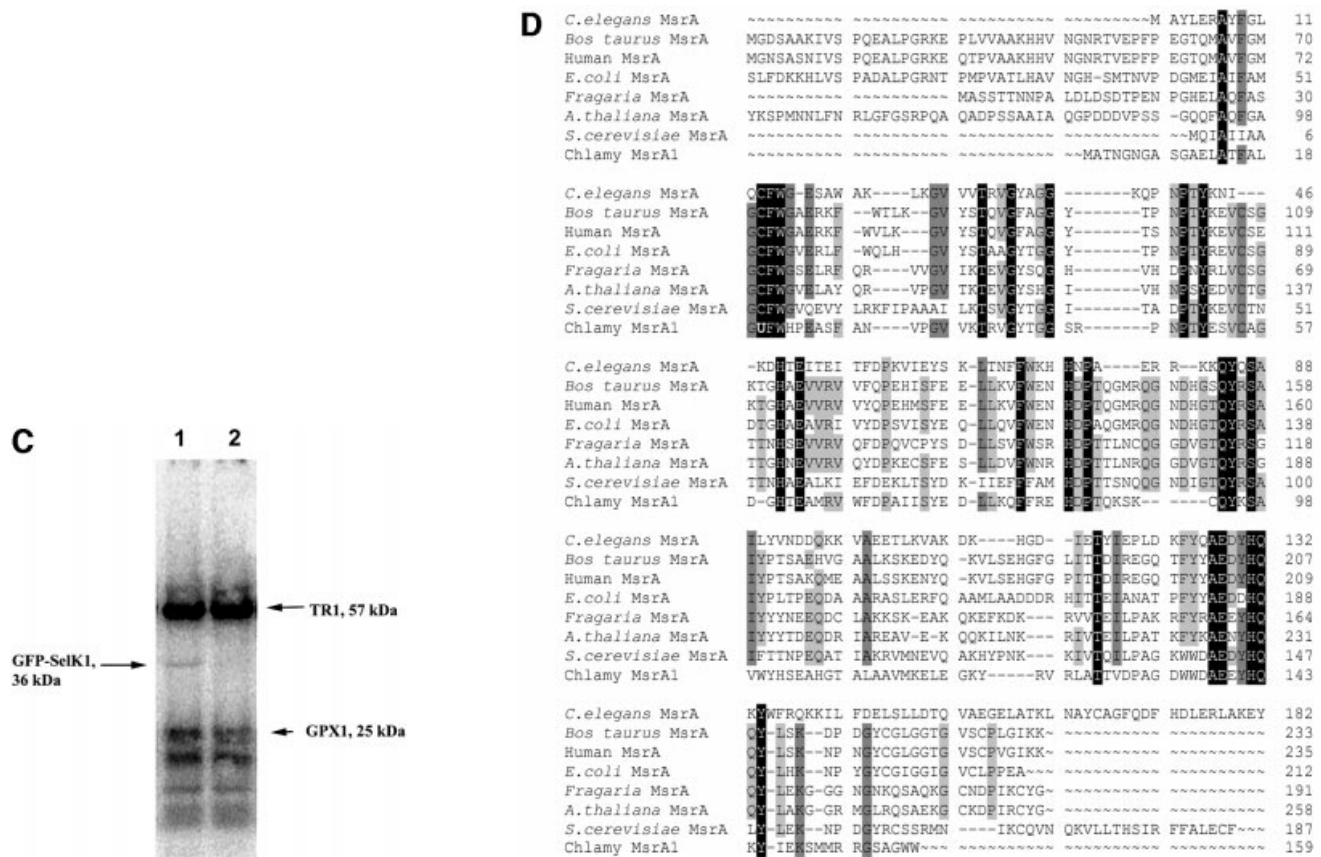 C
1 2
TR1, 57 kDa
GFP-SelK1,
36 kDa
GPX1, 25 kDa
D
C.elegans MsrA ~~~~~~~~~~ ~~~~~~~~~~ ~~~~~~~~~~ ~~~~~~~~~M AYLERAYFGL 11
Bos taurus MsrA MGDSAAKIVS PQEALPGRKE PLVVAAKHHV NGNRTVEPFP EGTQMAVFGM 70
Human MsrA MGNSASNIVS PQEALPGRKE QTPVAAKHHV NGNRTVEPFP EGTQMAVFGM 72
E.coli MsrA SLFDKKHLVS PADALPGRNT PMPVATLHAV NGH-SMTNVP DGMEIAIFAM 51
Fragaria MsrA ~~~~~~~~~~ ~~~~~~~~~~ MASSTTNNPA LDLDSDTPEN PGHELAQFAS 30
A.thaliana MsrA YKSPMNNLFN RLGFGSRPQA QADPSSAAIA QGPDDDVPSS -GQQFAQFGA 98
S.cerevisiae MsrA ~~~~~~~~~~ ~~~~~~~~~~ ~~~~~~~~~~ ~~~~~~~~~~ ~~~MQIAIIAA 6
Chlamy MsrA1 ~~~~~~~~~~ ~~~~~~~~~~ ~~~~~~~~~~ ~~MATNGNGA SGAELATFAL 18
C.elegans MsrA QCFWG-ESAW AK----LKGV VVTRVGYAGG -------KQP NPTYKNI--- 46
Bos taurus MsrA GCFWGAERKF --WTLK--GV YSTQVGFAGG Y------TP NPTYKEVCSG 109
Human MsrA GCFWGAERKF --WVLK--GV YSTQVGFAGG Y------TS NPTYKEVCSE 111
E.coli MsrA GCFWGVERLF --WQLH--GV YSTAAGYTGG Y------TP NPTYREVCSG 89
Fragaria MsrA GCFWGSELRF QR----VVGV IKTEVGYSQG H------VH DPNYRLVCSG 69
A.thaliana MsrA GCFWGVELAY QR----VPGV TKTEVGYSHG I------VH NPSYEDVCTG 137
S.cerevisiae MsrA GCFWGVQEVY LRKFIPAAAI LKTSVGYTGG I------TA DPTYKEVCTN 51
Chlamy MsrA1 GUFWHPEASF AN----VPGV VKTRVGYTGG SR-----P NPTYESVCAG 57
C.elegans MsrA -KDHTEITEI TFDPKVIEYS K-LTNFFWKH HNPA----ER R--KKQYQSA 88
Bos taurus MsrA KTGHAEVVRV VFQPEHISFEE E-LLKVFWEN HDPTQGMRQG NDHGSQYRSA 158
Human MsrA KTGHAEVVRV VYQPEHMSFE E-LLKVFWEN HDPTQGMRQG NDHGTQYRSA 160
E.coli MsrA DTGHAEAVRI VYDPSVISYE Q-LLQVFWEN HDPAQGMRQG NDHGTQYRSA 138
Fragaria MsrA TTNHSEVVRV QFDPQVCPYS D-LLSVFWSR HDPTTLNCQG GDVGTQYRSA 118
A.thaliana MsrA TTGHNEVVRV QYDPKECSFE S-LLDVFWNR HDPTTLNRQG GDVGTQYRSG 188
S.cerevisiae MsrA TTNHAEALKI EFDEKLTSYD K-IIEFFFAM HDPTTSNQQG NDIGTQYRSA 100
Chlamy MsrA1 D-GHTEAMRV WFDPAIISYE D-LLKQFFRE HDPTQKSK-- ----CQYKSA 98
C.elegans MsrA ILYVNDDQKK VAEETLKVAK DK---HGD- -IETYIEPLD KFYQAEDYHQ 132
Bos taurus MsrA IYPTSAEHVG AALKSKEDYQ -KVLSEHGFG LITTDIREGQ TFYYAEDYHQ 207
Human MsrA IYPTSAKQME AALSSKENYQ -KVLSEHGFG PITTDIREGQ TFYYAEDYHQ 209
E.coli MsrA IYPLTPEQDA AARASLERFQ AAMLAADDDR HITTEIANAT PFYYAEDDHQ 188
Fragaria MsrA IYYYNEEQDC LAKKSK-EAK QKEFKDK--- -RVVTEILPAK RFYRAEEYHQ 164
A.thaliana MsrA IYYYTDEQDR IAREAV-E-K QQKILNK--- -RIVTEILPATK FYKAENYHQ 231
S.cerevisiae MsrA IFTTNPEQAT IAKRVMNEVQ AKHYPNK--- -KIVTQLLPAG KWWDAEDYHQ 147
Chlamy MsrA1 VWYHSEAHGT ALAAVMKELE GKY-----RV RLATTVDPAG DWWDAEEYHQ 143
C.elegans MsrA KYWFRQKKIL FDELSLLDTQ VAEGELATKL NAYCAGFQDF HDLERLAKEY 182
Bos taurus MsrA QY-LSK--DP DGYCGLGGTG VSCPLGIKK~ ~~~~~~~~~~ ~~~~~~~~~~ 233
Human MsrA QY-LSK--NP YGYCGLGGTG VSCPVGIKK~ ~~~~~~~~~~ ~~~~~~~~~~ 235
E.coli MsrA QY-LHK--NP YGYCGIGGIG VCLPPEA~~~ ~~~~~~~~~~ ~~~~~~~~~~ 212
Fragaria MsrA QY-LEKG-GG NGNKQSAQKG CNDPIKCYG~ ~~~~~~~~~~ ~~~~~~~~~~ 191
A.thaliana MsrA QY-LAKG-GR MGLRQSAEKG CKDPIRCYG~ ~~~~~~~~~~ ~~~~~~~~~~ 258
S.cerevisiae MsrA LY-LEK--NP DGYRCSSRMN ----IKCQVN QKVLLTHSIR FFALECF~~~ 187
Chlamy MsrA1 KY-IEKSMMR RGSAGWW~~~ ~~~~~~~~~~ ~~~~~~~~~~ ~~~~~~~~~~ 159